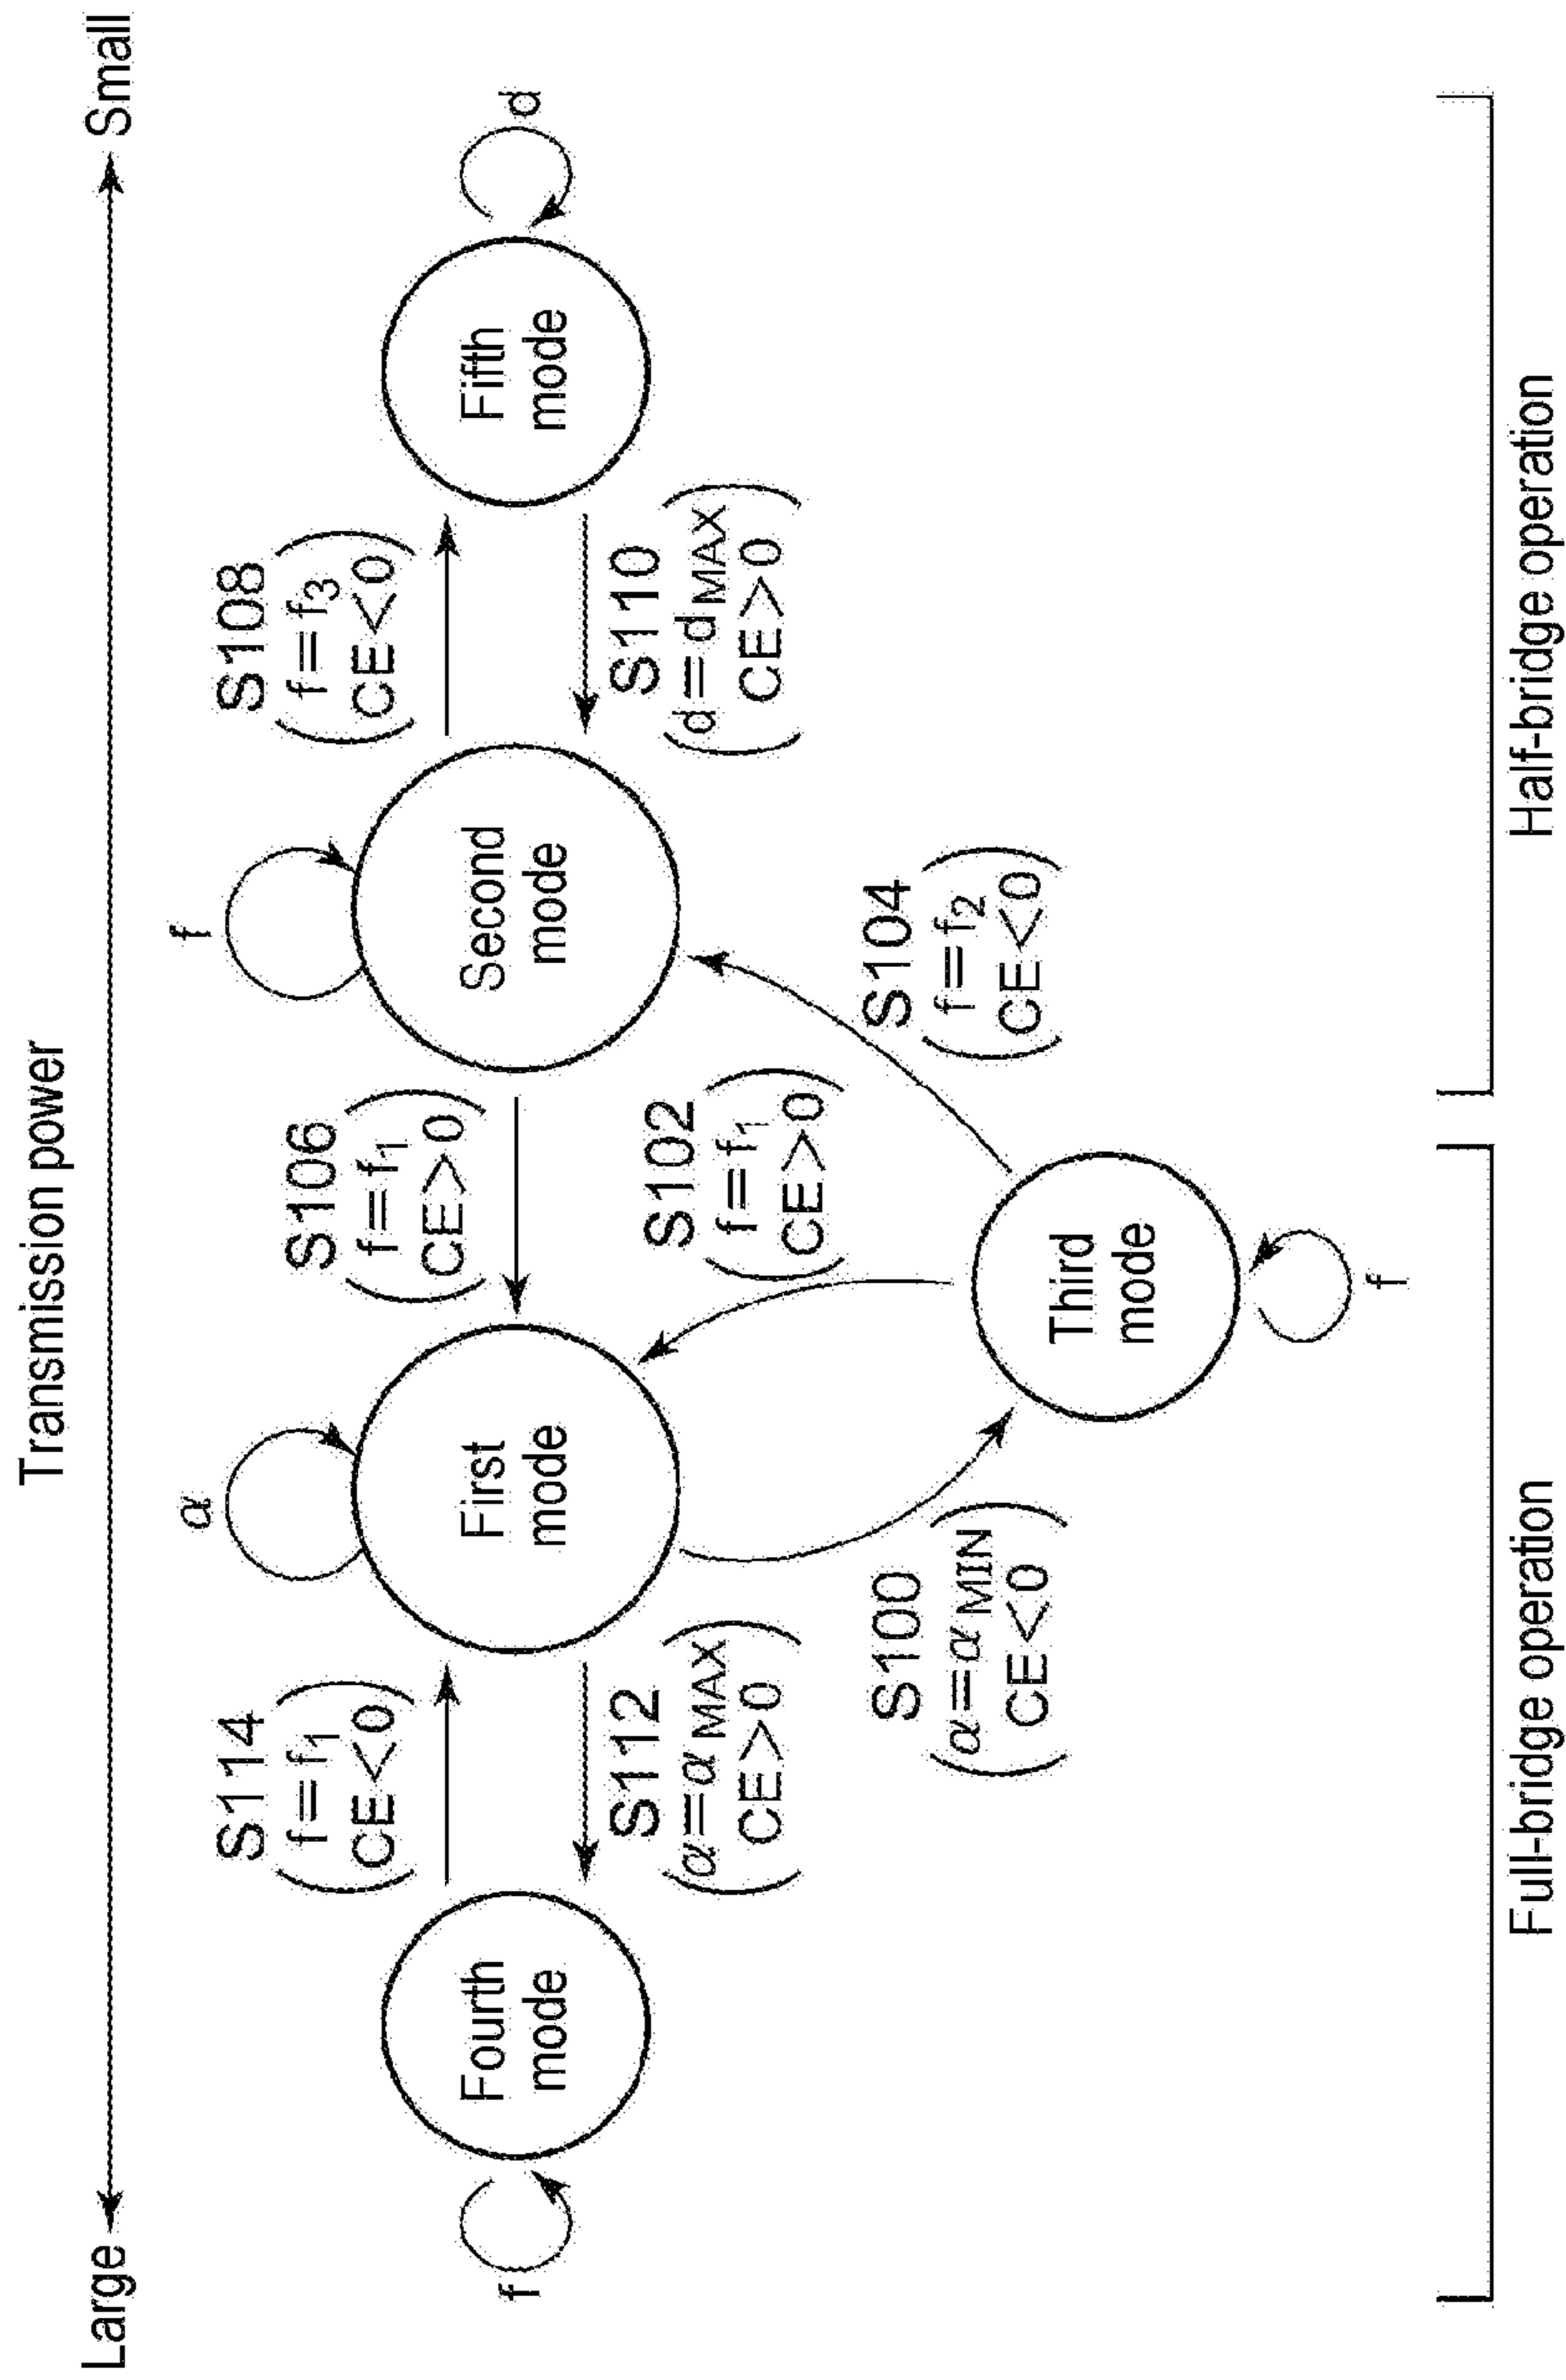 Transmission power
Large
Small
S114
(f=f1
CE<0)
S106
(f=f1
CE>0)
S108
(f=f3
CE<0)
f
α
f
d
Fourth
mode
First
mode
Second
mode
Fifth
mode
S112
(α=αMAX
CE>0)
S102
(f=f1
CE>0)
S110
(d=dMAX
CE>0)
S100
(α=αMIN
CE<0)
S104
(f=f2
CE<0)
Third
mode
f
Full-bridge operation
Half-bridge operation